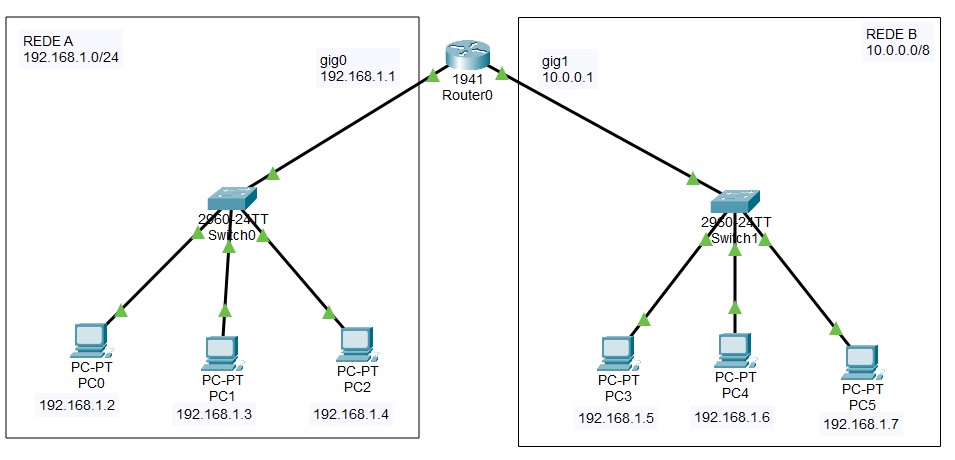 REDE A
192.168.1.0/24
gig0
192.168.1.1
1941
Router0
gig1
10.0.0.1
REDE B
10.0.0.0/8
2960-24TT
Switch0
2960-24TT
Switch1
PC-PT
PC0
192.168.1.2
PC-PT
PC1
192.168.1.3
PC-PT
PC2
192.168.1.4
PC-PT
PC3
192.168.1.5
PC-PT
PC4
192.168.1.6
PC-PT
PC5
192.168.1.7